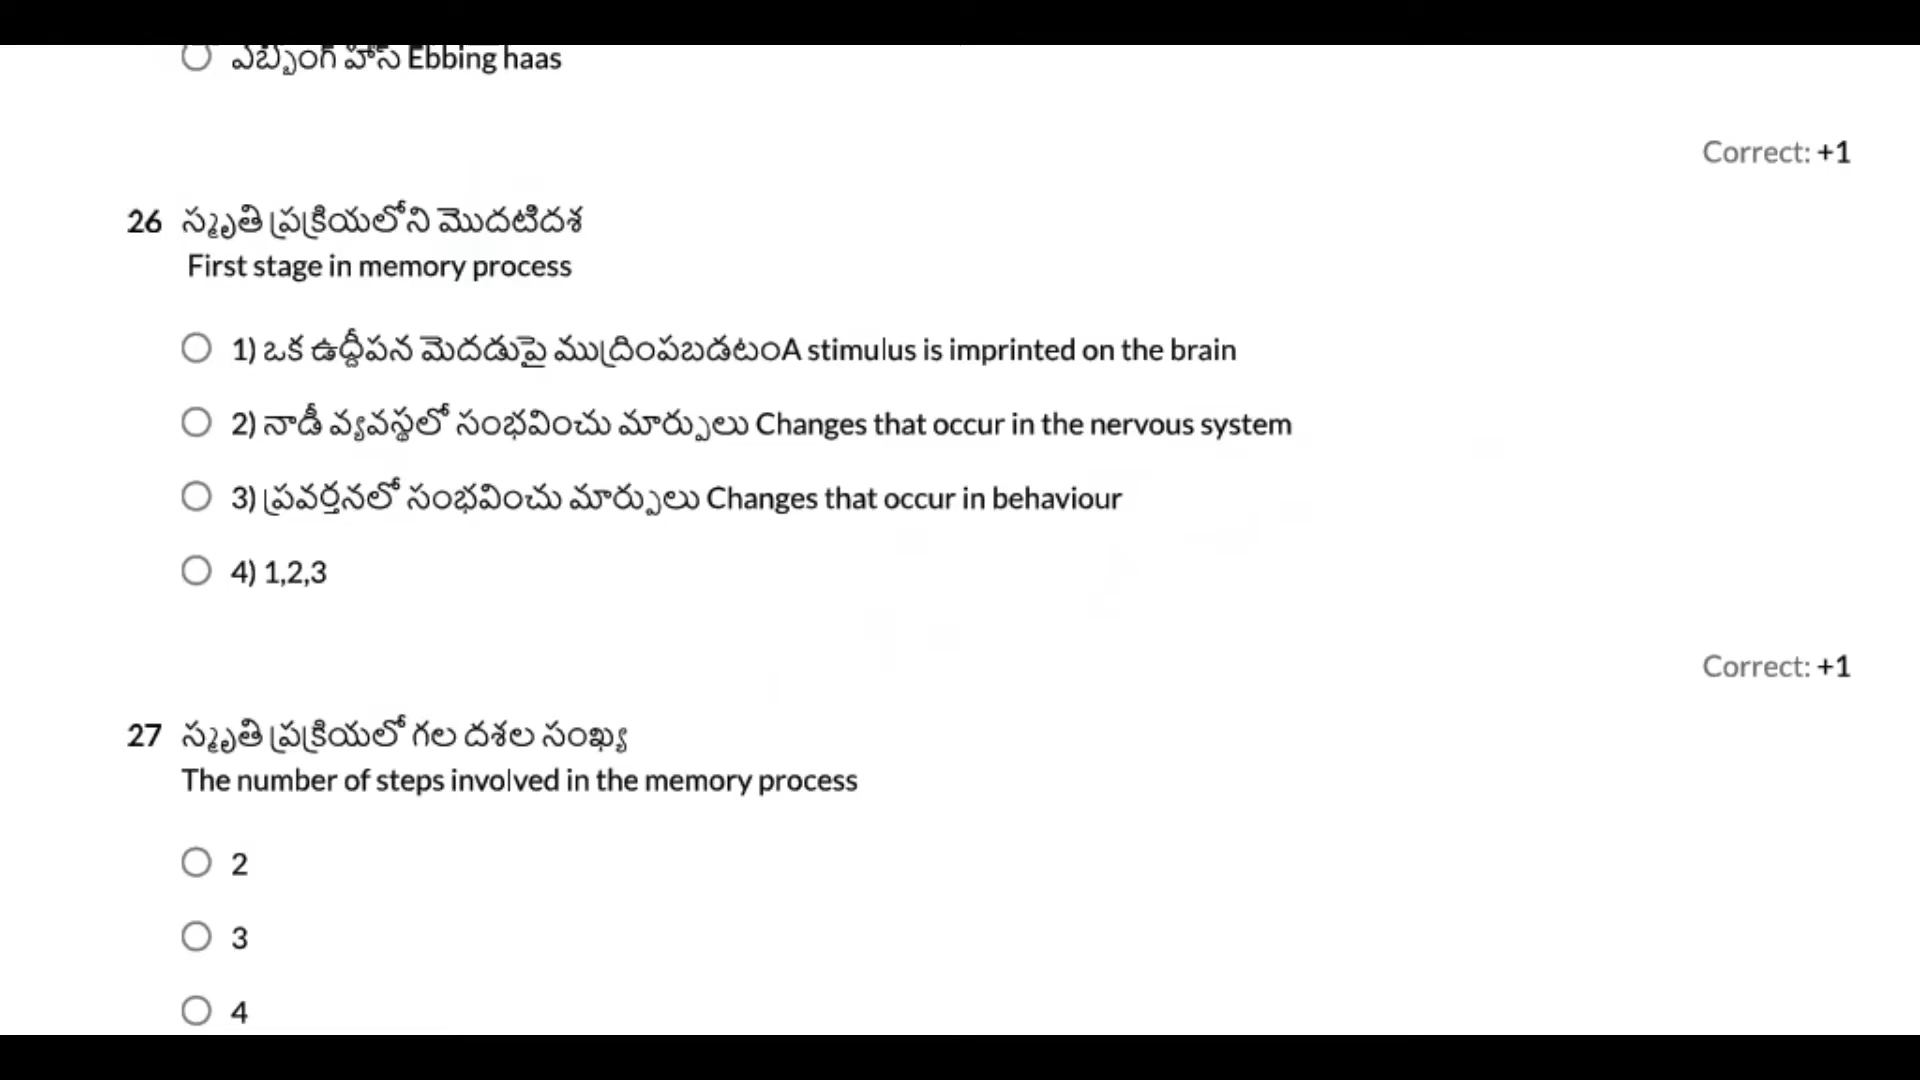 ఎబ్బింగ్ హాస్ Ebbing haas
Correct: +1
26 స్మృతి ప్రక్రియలోని మొదటిదశ
First stage in memory process
1) ఒక ఉద్దీపన మెదడుపై ముద్రింపబడటంA stimulus is imprinted on the brain
2) నాడీ వ్యవస్థలో సంభవించు మార్పులు Changes that occur in the nervous system
3) ప్రవర్తనలో సంభవించు మార్పులు Changes that occur in behaviour
4) 1,2,3
Correct: +1
27 స్మృతి ప్రక్రియలో గల దశల సంఖ్య
The number of steps involved in the memory process
2
3
4